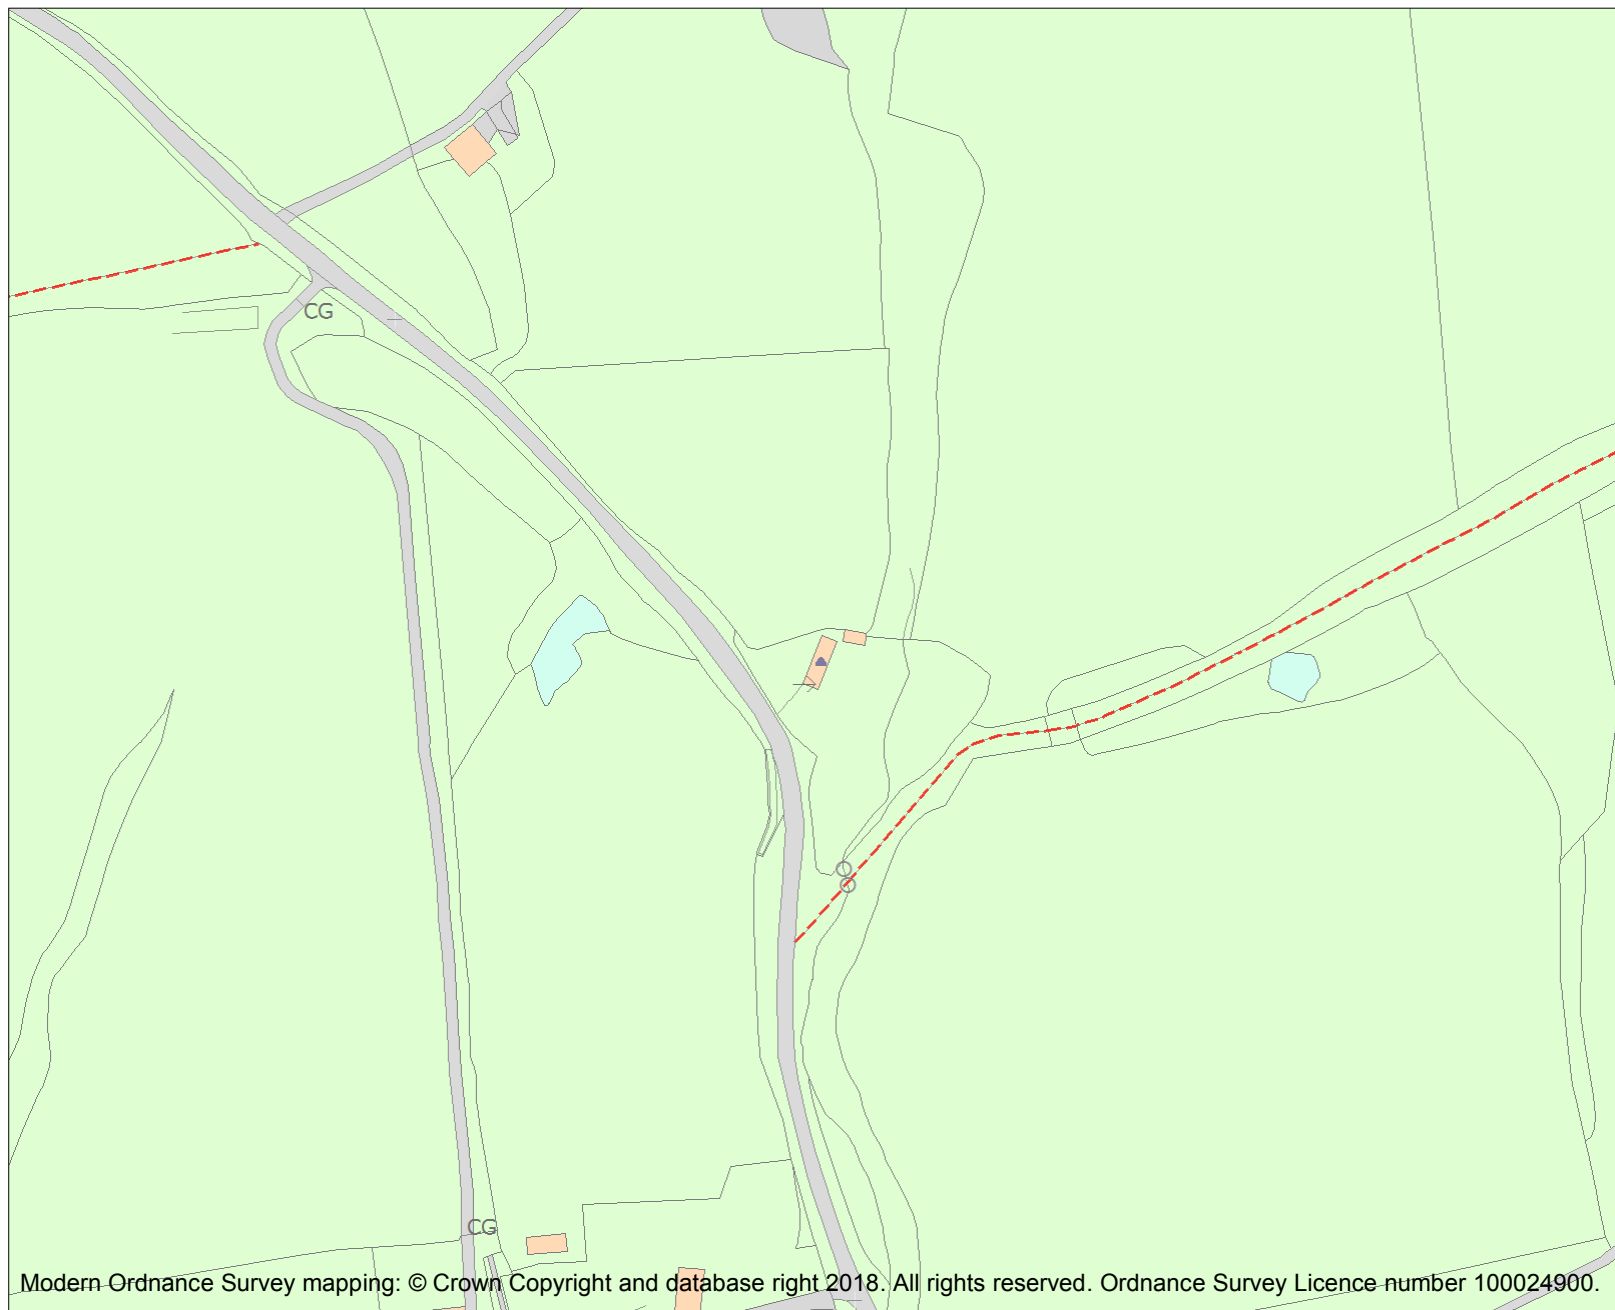 CG
CG
Modern Ordnance Survey mapping: © Crown Copyright and database right 2018. All rights reserved. Ordnance Survey Licence number 100024900.